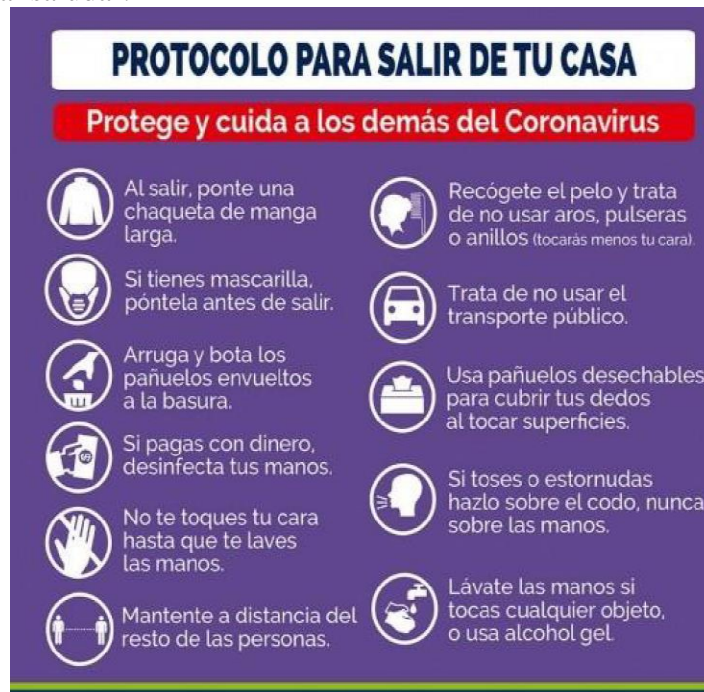 PROTOCOLO PARA SALIR DE TU CASA
Protege y cuida a los demás del Coronavirus
Al salir, ponte una
chaqueta de manga
larga.
Si tienes mascarilla,
póntela antes de salir.
Arruga y bota los
pañuelos envueltos
a la basura.
Si pagas con dinero,
desinfecta tus manos.
No te toques tu cara
hasta que te laves
las manos.
Mantente a distancia del
resto de las personas.
Recógete el pelo y trata
de no usar aros, pulseras
o anillos (tocarás menos tu cara).
Trata de no usar el
transporte público.
Usa pañuelos desechables
para cubrir tus dedos
al tocar superficies.
Si toses o estornudas
hazlo sobre el codo, nunca
sobre las manos.
Lávate las manos si
tocas cualquier objeto,
o usa alcohol gel.